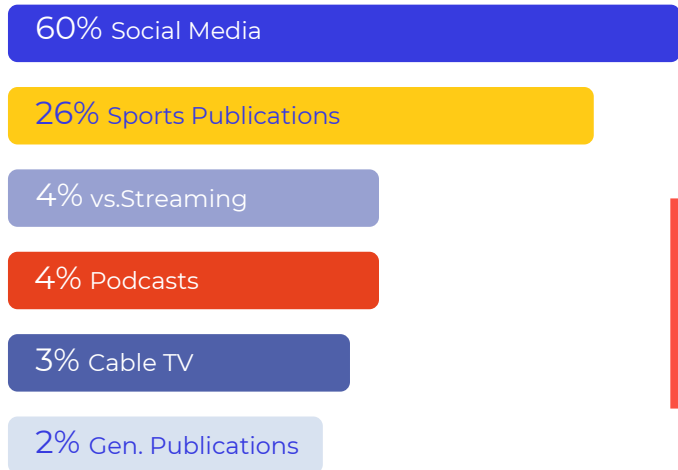 60% Social Media
26% Sports Publications
4% vs.Streaming
4% Podcasts
3% Cable TV
2% Gen. Publications